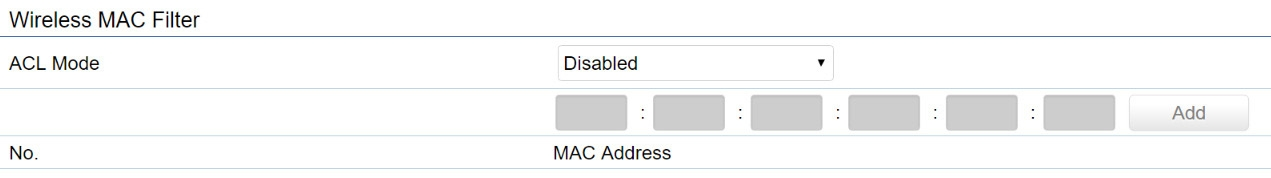 Wireless MAC Filter
ACL Mode Disabled
: : : : : Add
No. MAC Address